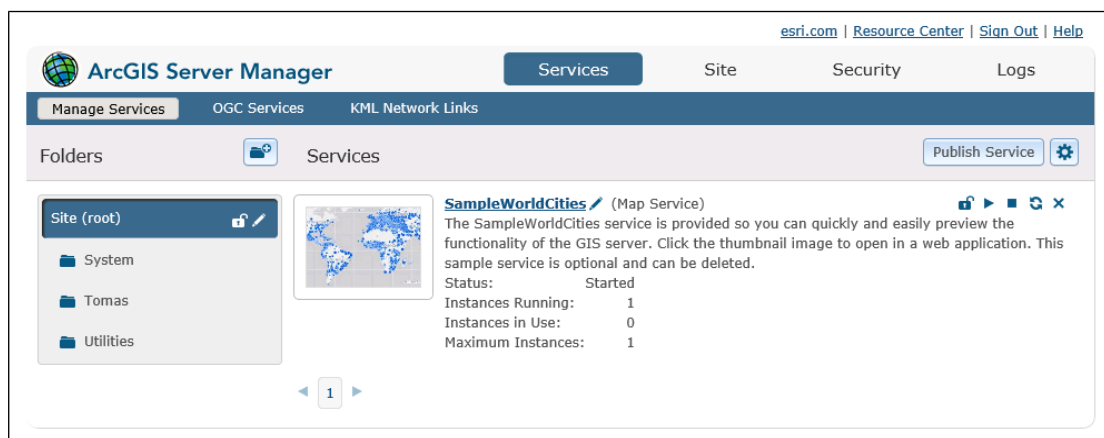 esri.com | Resource Center | Sign Out | Help
ArcGIS Server Manager
Services Site Security Logs
Manage Services OGC Services KML Network Links
Folders
Services
Publish Service
Site (root)
System
Tomas
Utilities
SampleWorldCities (Map Service)
The SampleWorldCities service is provided so you can quickly and easily preview the
functionality of the GIS server. Click the thumbnail image to open in a web application. This
sample service is optional and can be deleted.
Status: Started
Instances Running: 1
Instances in Use: 0
Maximum Instances: 1
1